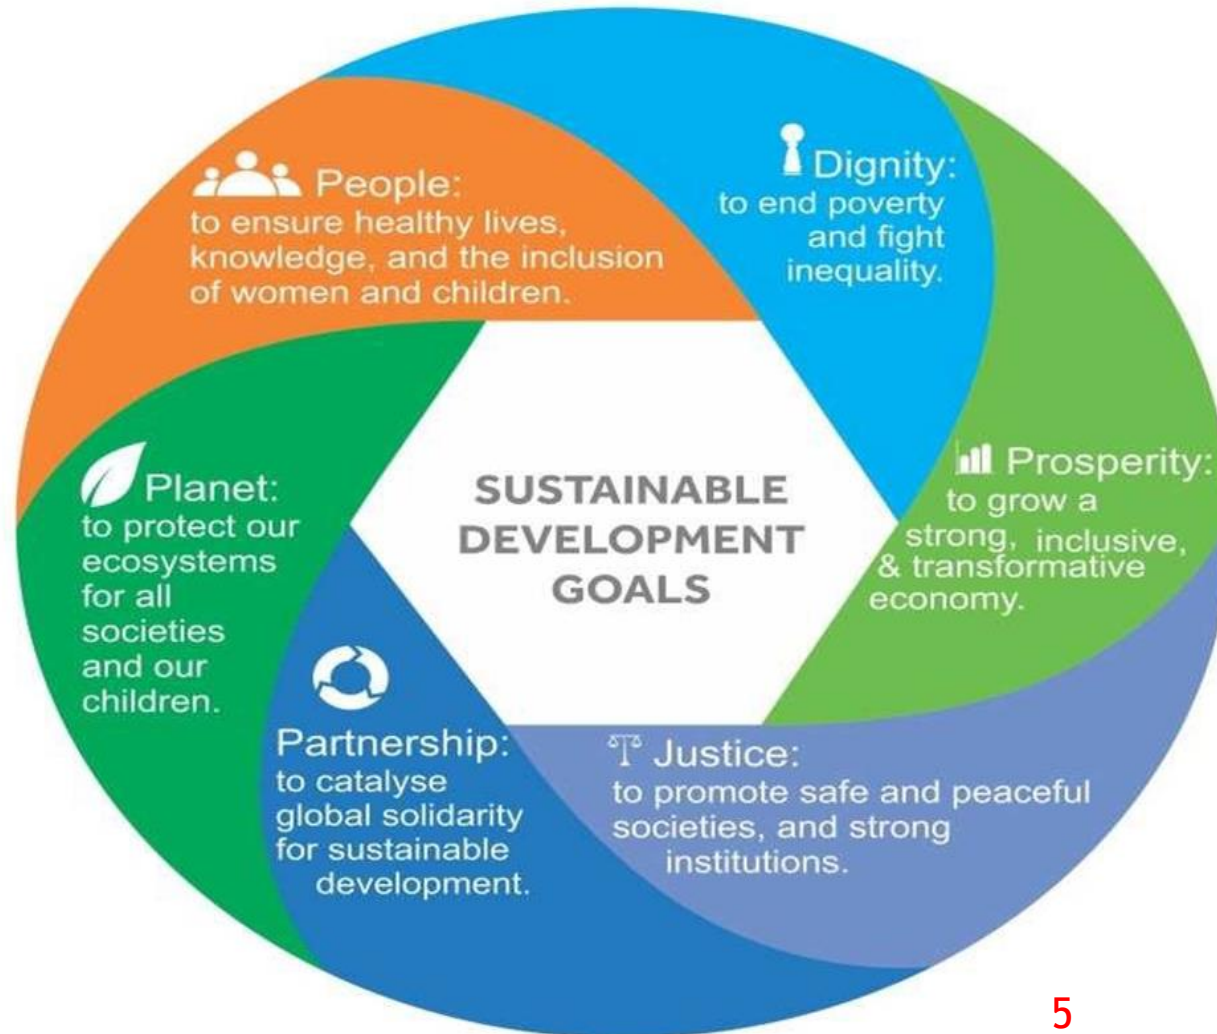 SUSTAINABLE
DEVELOPMENT
GOALS
People:
to ensure healthy lives,
knowledge, and the inclusion
of women and children.
Dignity:
to end poverty
and fight
inequality.
Prosperity:
to grow a
strong, inclusive,
& transformative
economy.
Justice:
to promote safe and peaceful
societies, and strong
institutions.
Partnership:
to catalyse
global solidarity
for sustainable
development.
Planet:
to protect our
ecosystems
for all
societies
and our
children.
5